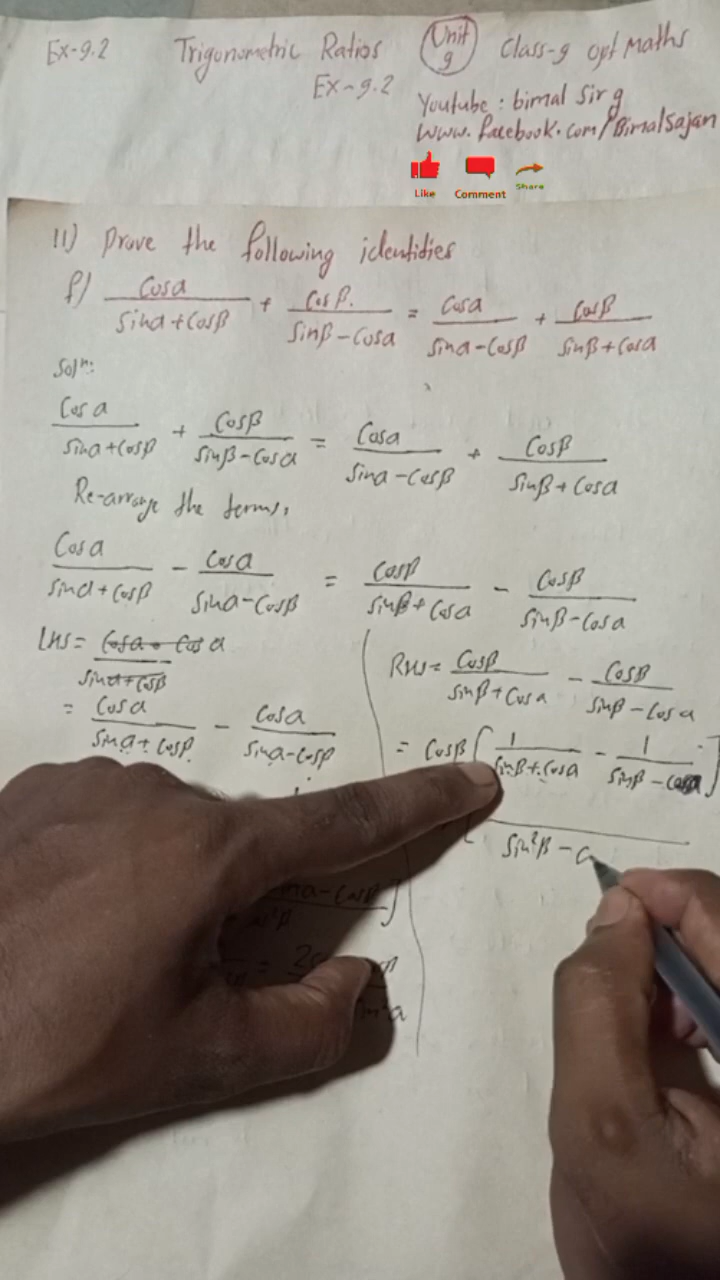 Ex-9.2 Trigonometric Ratios Unit 9 Class-9 opt Maths
Ex-9.2
Youtube : bimal Sir g
www.facebook.com/BimalSajan
Like Comment Share
11) Prove the following identities
f) Cosα/(Sinα+Cosβ) + Cosβ/(Sinβ-Cosα) = Cosα/(Sinα-Cosβ) + Cosβ/(Sinβ+Cosα)
Solⁿ:
Cosα/(Sinα+Cosβ) + Cosβ/(Sinβ-Cosα) = Cosα/(Sinα-Cosβ) + Cosβ/(Sinβ+Cosα)
Re-arrange the terms,
Cosα/(Sinα+Cosβ) - Cosα/(Sinα-Cosβ) = Cosβ/(Sinβ+Cosα) - Cosβ/(Sinβ-Cosα)
LHS =
= Cosα/(Sinα+Cosβ) - Cosα/(Sinα-Cosβ)
RHS = Cosβ/(Sinβ+Cosα) - Cosβ/(Sinβ-Cosα)
= Cosβ[1/(Sinβ+Cosα) - 1/(Sinβ-Cosα)]
Sin²β - C